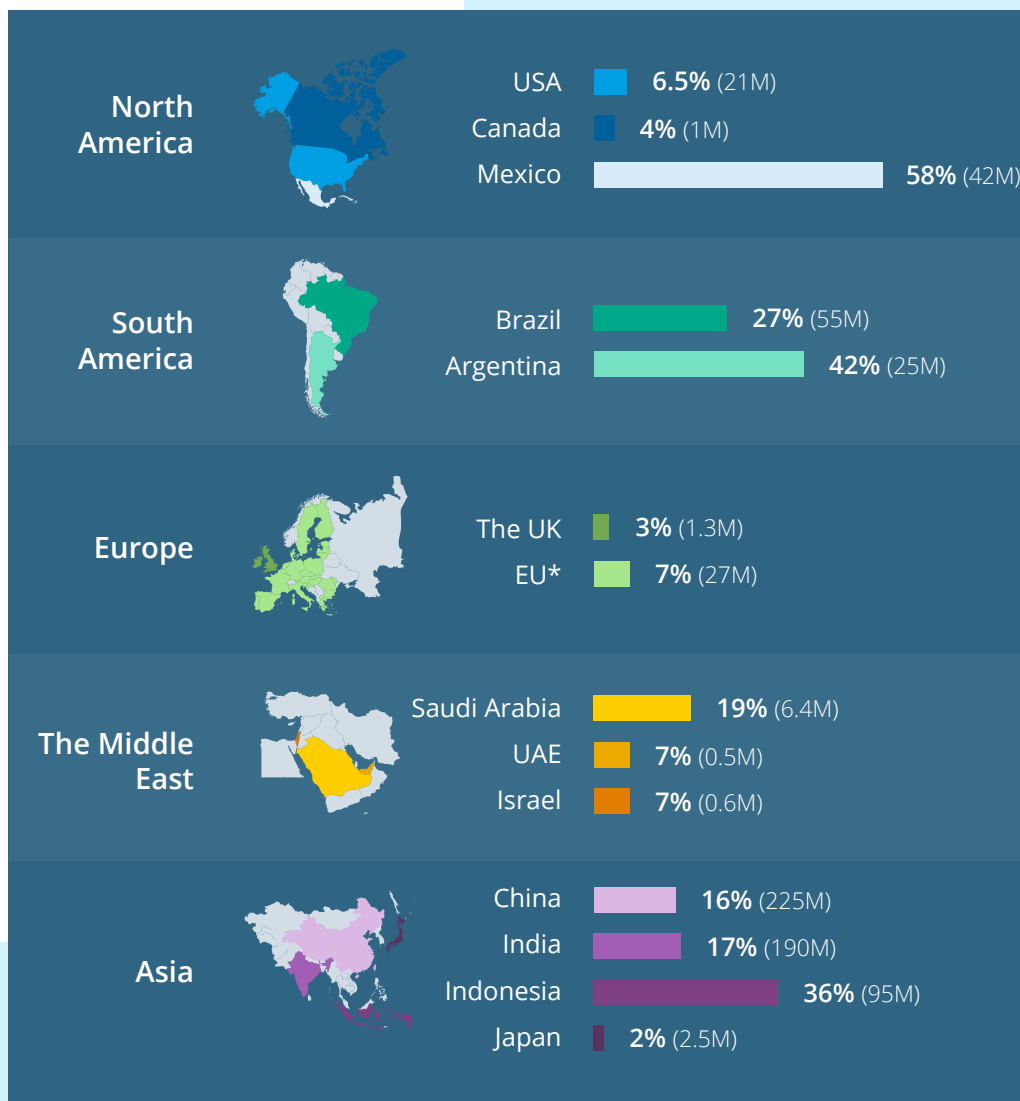 North
America
USA 6.5% (21M)
Canada 4% (1M)
Mexico 58% (42M)
South
America
Brazil 27% (55M)
Argentina 42% (25M)
Europe
The UK 3% (1.3M)
EU* 7% (27M)
The Middle
East
Saudi Arabia 19% (6.4M)
UAE 7% (0.5M)
Israel 7% (0.6M)
Asia
China 16% (225M)
India 17% (190M)
Indonesia 36% (95M)
Japan 2% (2.5M)